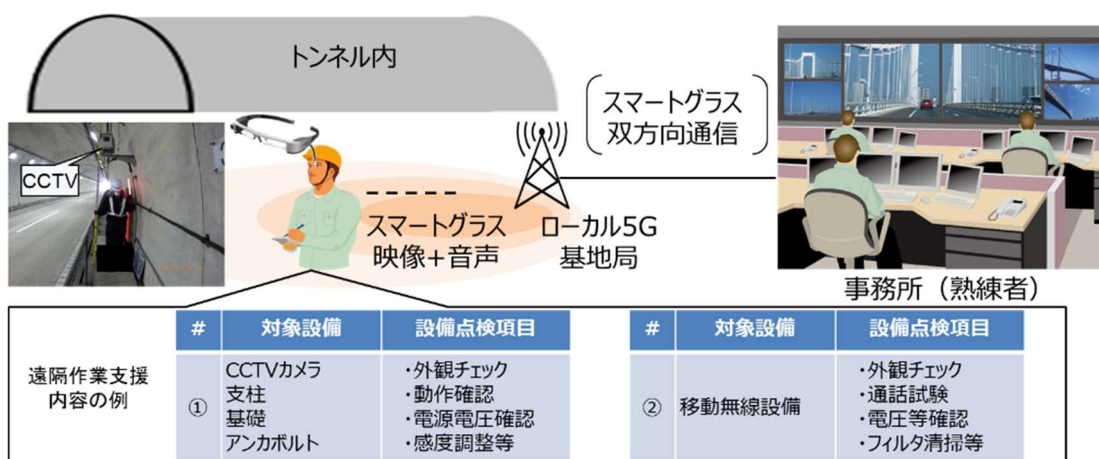 トンネル内
スマートグラス
双方向通信
CCTV
スマートグラス
映像+音声
ローカル5G
基地局
事務所（熟練者）
遠隔作業支援
内容の例
# 対象設備 設備点検項目
① CCTVカメラ ・外観チェック
支柱 ・動作確認
基礎 ・電源電圧確認
アンカボルト ・感度調整等
# 対象設備 設備点検項目
② 移動無線設備 ・外観チェック
・通話試験
・電圧等確認
・フィルタ清掃等